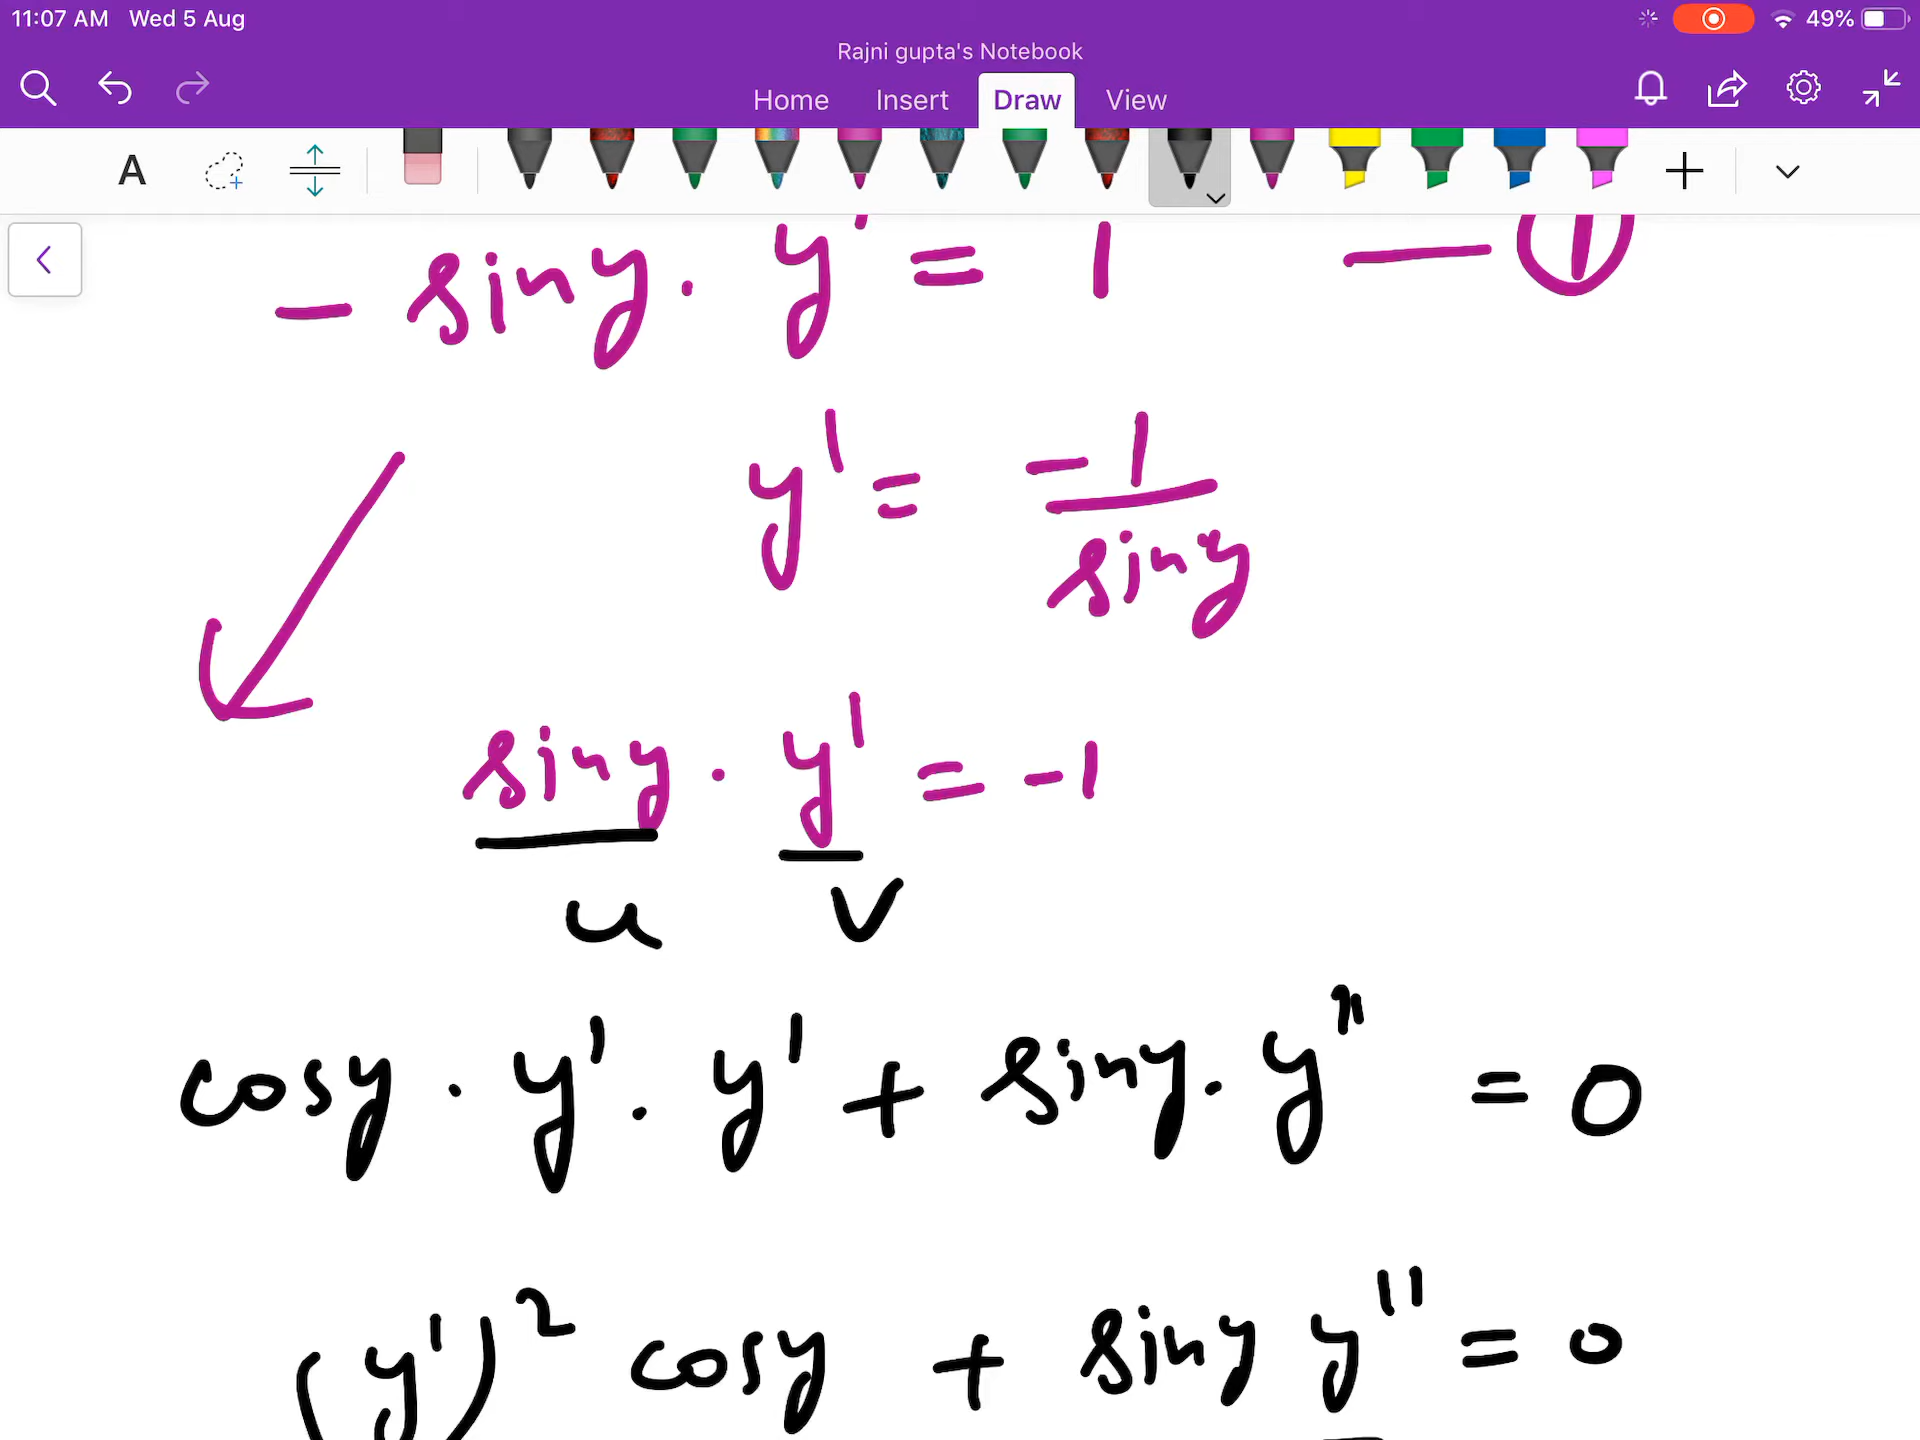 11:07 AM Wed 5 Aug
49%
Rajni gupta's Notebook
Home Insert Draw View
A
- siny . y' = 1 — ①
y' = -1/siny
siny . y' = -1
u v
cosy . y' . y' + siny . y" = 0
(y')² cosy + siny y'' = 0